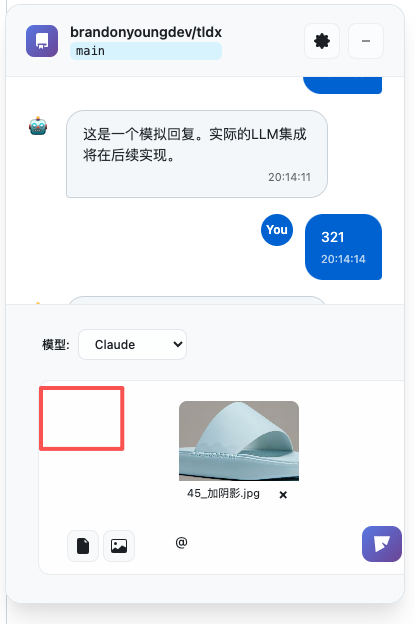 brandonyoungdev/tldx
main
这是一个模拟回复。实际的LLM集成
将在后续实现。
20:14:11
You
321
20:14:14
模型:
Claude
45_加阴影.jpg
×
@